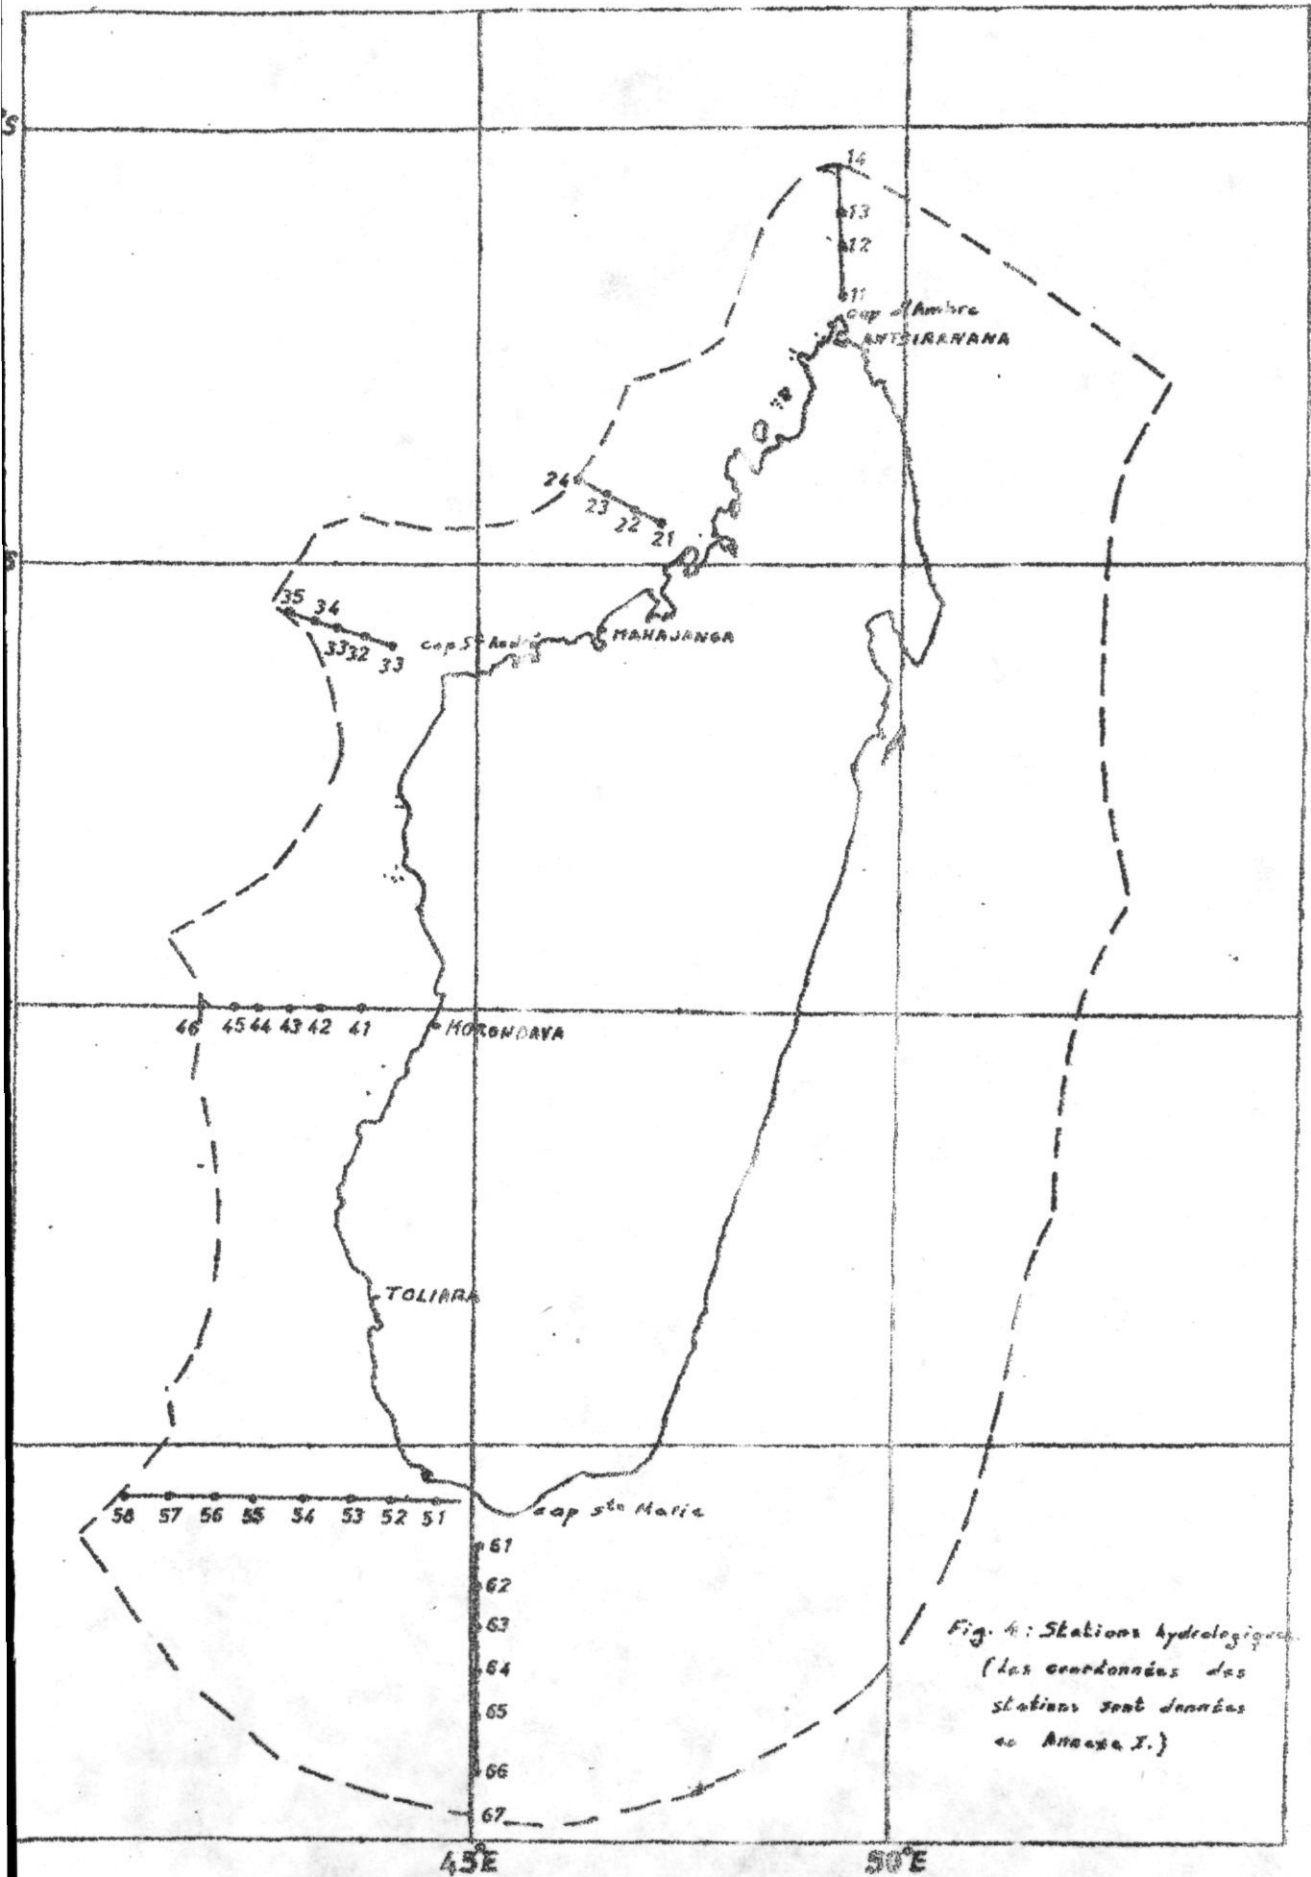 °S
14
13
12
11
cap d'Ambre
ANTSIRANANA
24
23
22
21
S
35
34
33 32
33
cap St André
MAHAJANGA
46 45 44 43 42 41
MORONDAVA
TOLIARA
58 57 56 55 54 53 52 51
cap ste Marie
61
62
63
64
65
66
67
Fig. 4 : Stations hydrologiques
(Les coordonnées des
stations sont données
en Annexe I.)
45°E
50°E